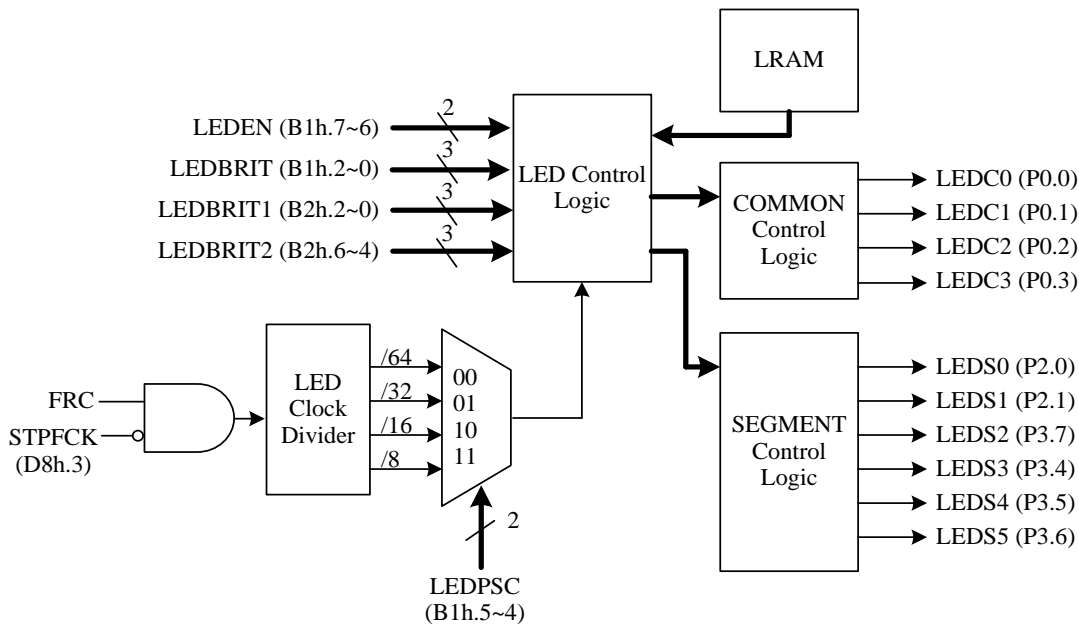 LRAM
LEDEN (B1h.7~6)
2
LEDBRIT (B1h.2~0)
3
LEDBRIT1 (B2h.2~0)
3
LEDBRIT2 (B2h.6~4)
3
LED Control
Logic
COMMON
Control
Logic
LEDC0 (P0.0)
LEDC1 (P0.1)
LEDC2 (P0.2)
LEDC3 (P0.3)
FRC
STPFCK
(D8h.3)
LED
Clock
Divider
/64
/32
/16
/8
00
01
10
11
2
LEDPSC
(B1h.5~4)
SEGMENT
Control
Logic
LEDS0 (P2.0)
LEDS1 (P2.1)
LEDS2 (P3.7)
LEDS3 (P3.4)
LEDS4 (P3.5)
LEDS5 (P3.6)